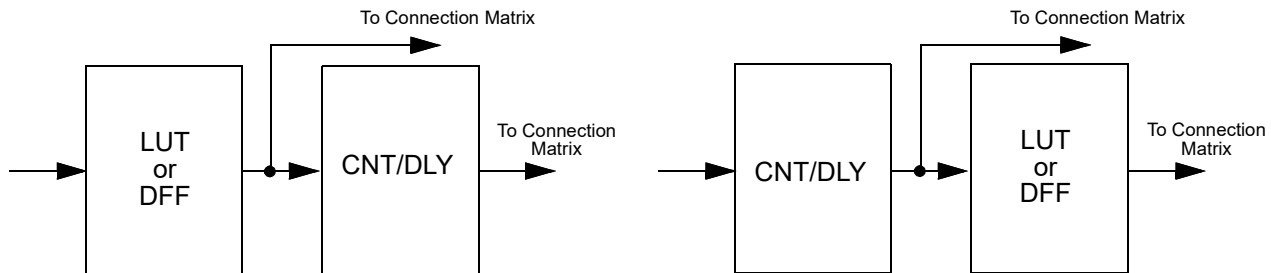 To Connection Matrix
LUT
or
DFF
CNT/DLY
To Connection
Matrix
To Connection Matrix
CNT/DLY
LUT
or
DFF
To Connection
Matrix